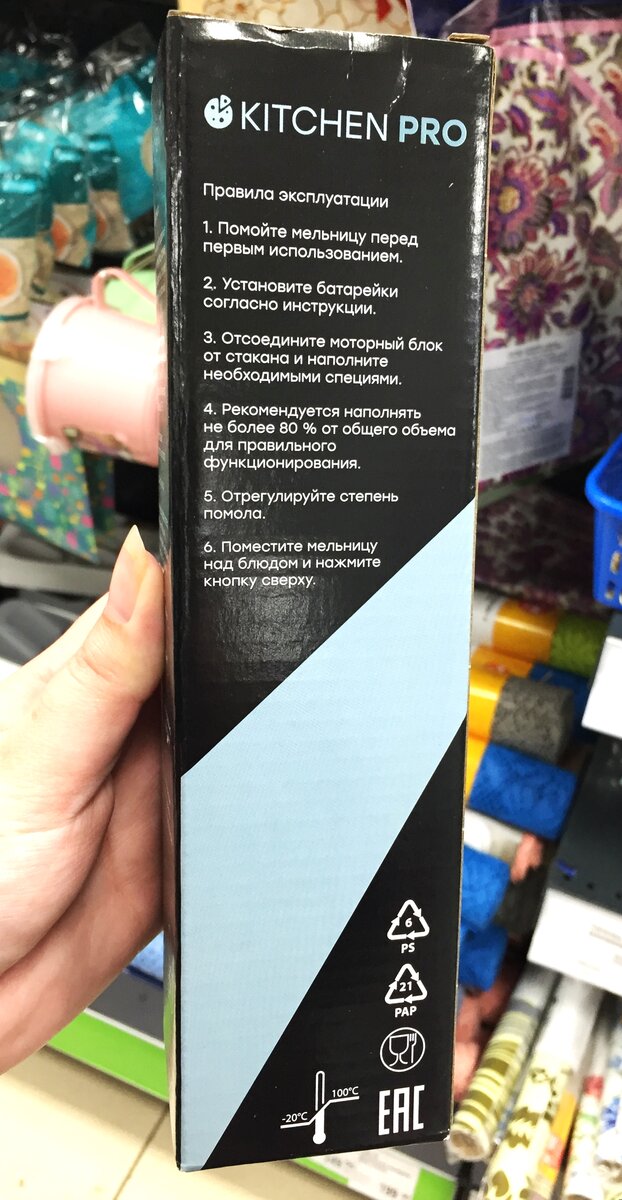 KITCHEN PRO
Правила эксплуатации
1. Помойте мельницу перед
первым использованием.
2. Установите батарейки
согласно инструкции.
3. Отсоедините моторный блок
от стакана и наполните
необходимыми специями.
4. Рекомендуется наполнять
не более 80 % от общего объема
для правильного
функционирования.
5. Отрегулируйте степень
помола.
6. Поместите мельницу
над блюдом и нажмите
кнопку сверху.
6
PS
21
PAP
-20°C 100°C
EAC